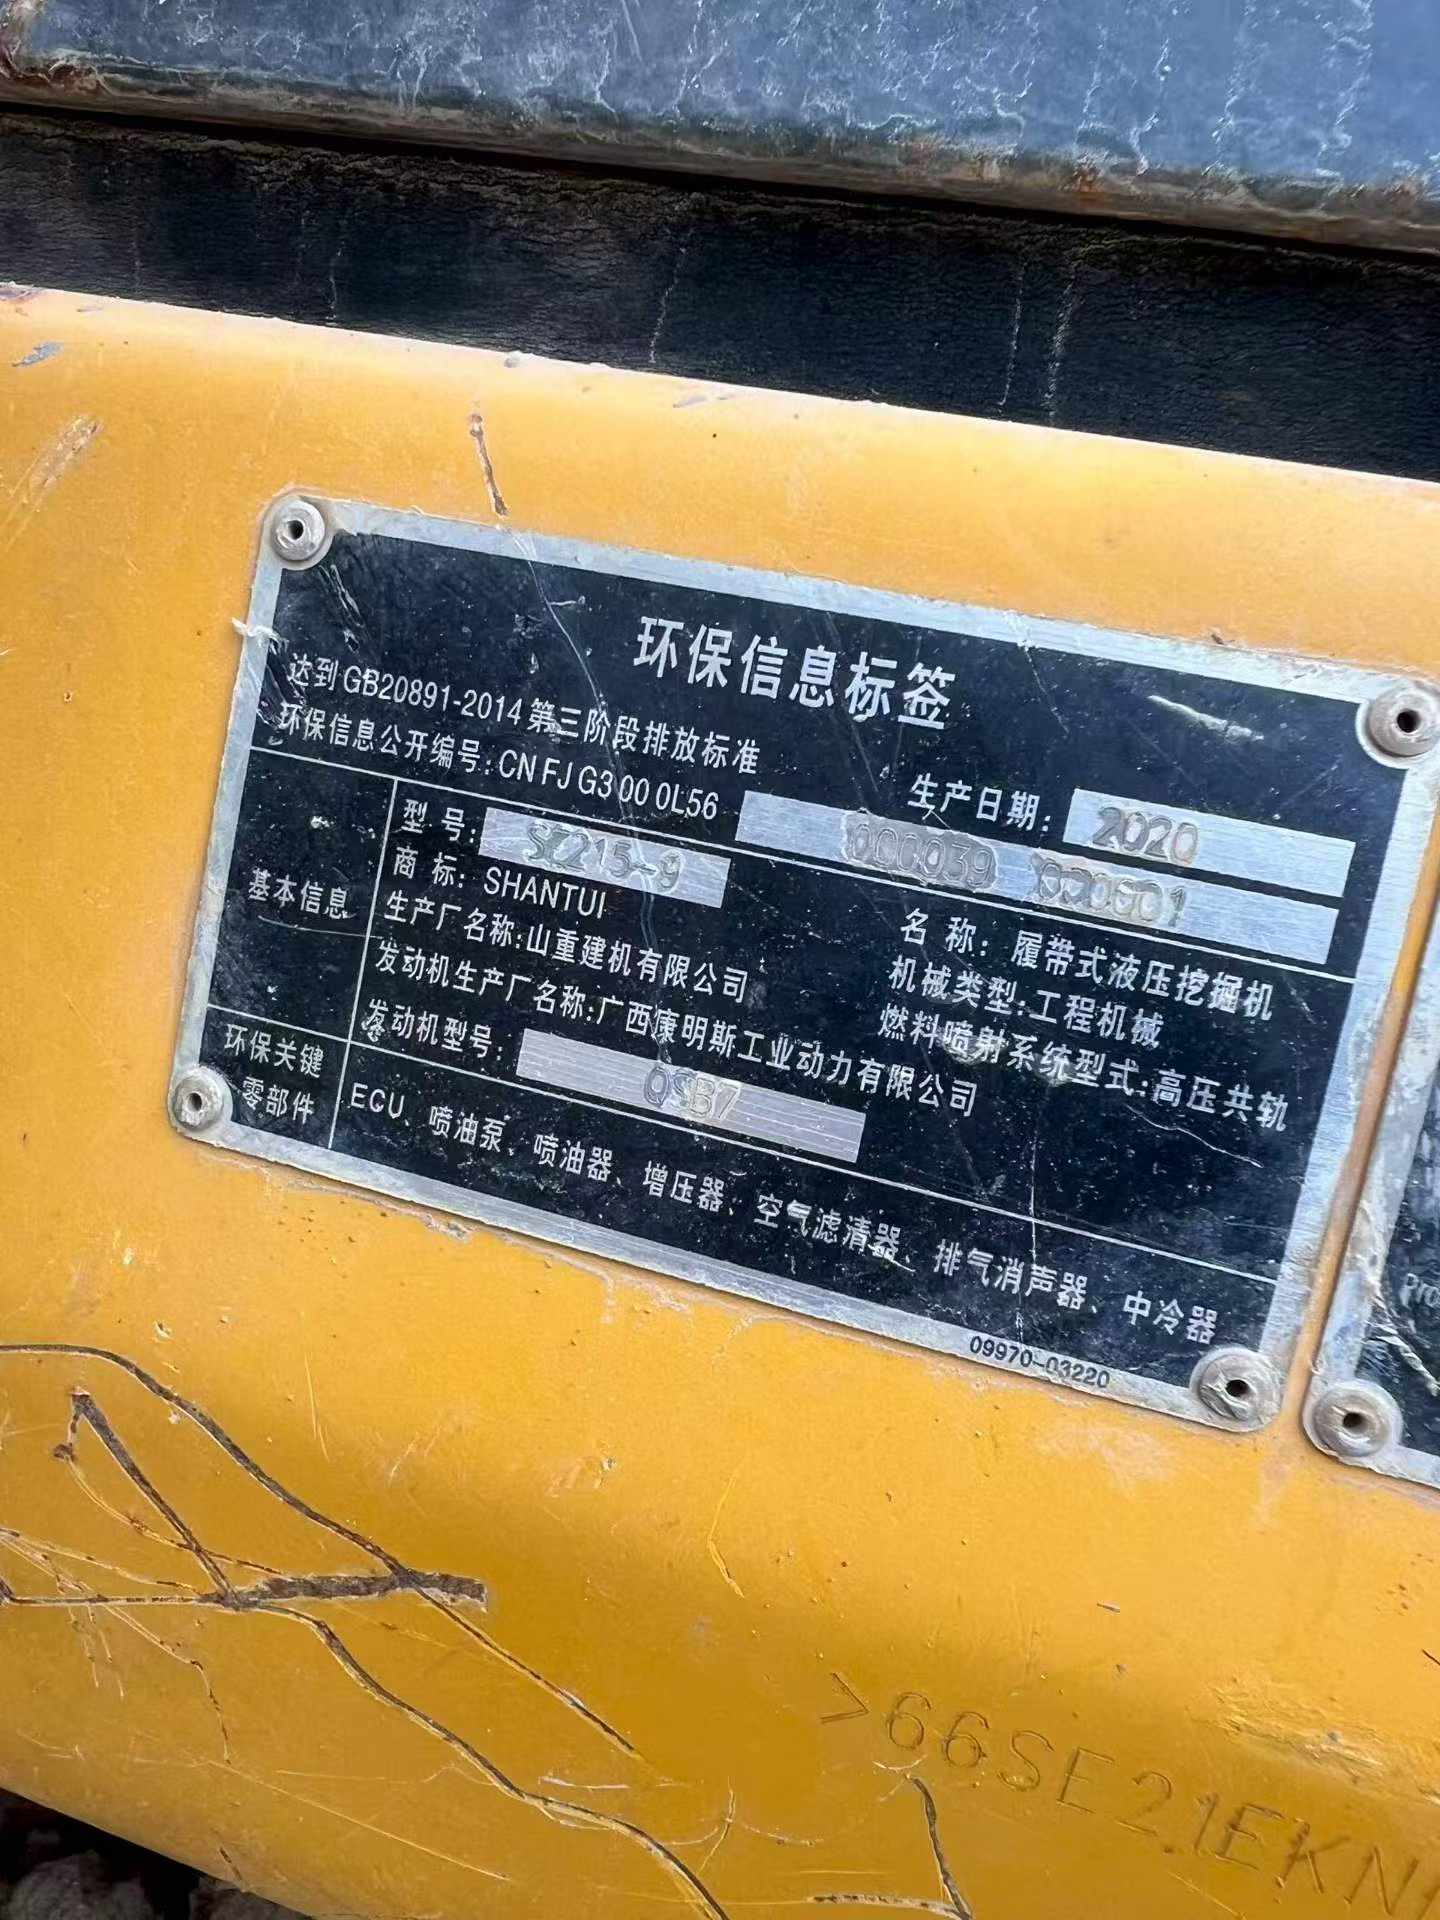 环保信息标签
达到GB20891-2014第三阶段排放标准
生产日期: 2020
环保信息公开编号: CN FJ G3 00 0L56 000039 000001
基本信息
型 号: SE215-9
名 称: 履带式液压挖掘机
商 标: SHANTUI
机械类型:工程机械
生产厂名称:山重建机有限公司
燃料喷射系统型式:高压共轨
发动机生产厂名称:广西康明斯工业动力有限公司
发动机型号: QSB7
环保关键零部件
ECU、喷油泵、喷油器、增压器、空气滤清器、排气消声器、中冷器
09970-03220
>66SE21EKN